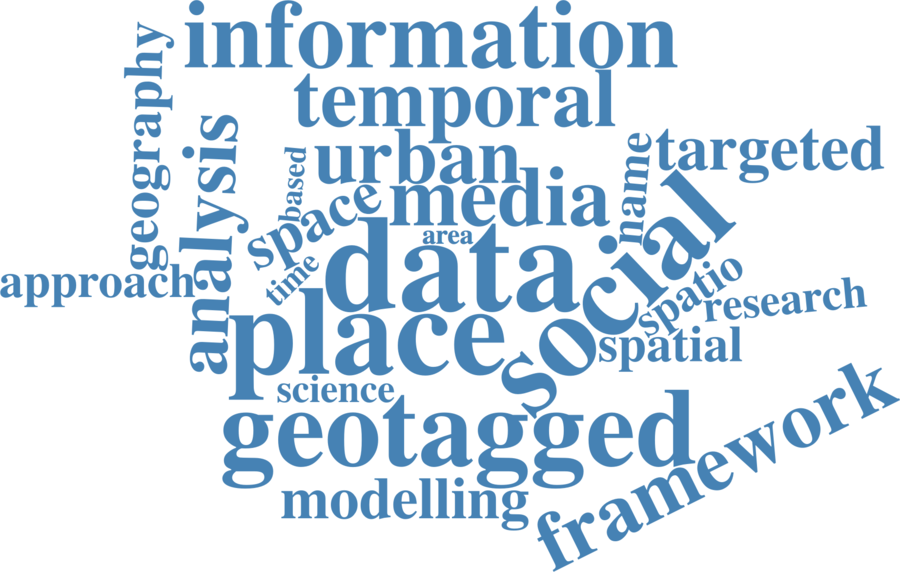 information
geography
temporal
analysis
urban
targeted
based
name
space
media
social
data
area
time
approach
spatio
research
place
spatial
science
geotagged
framework
modelling